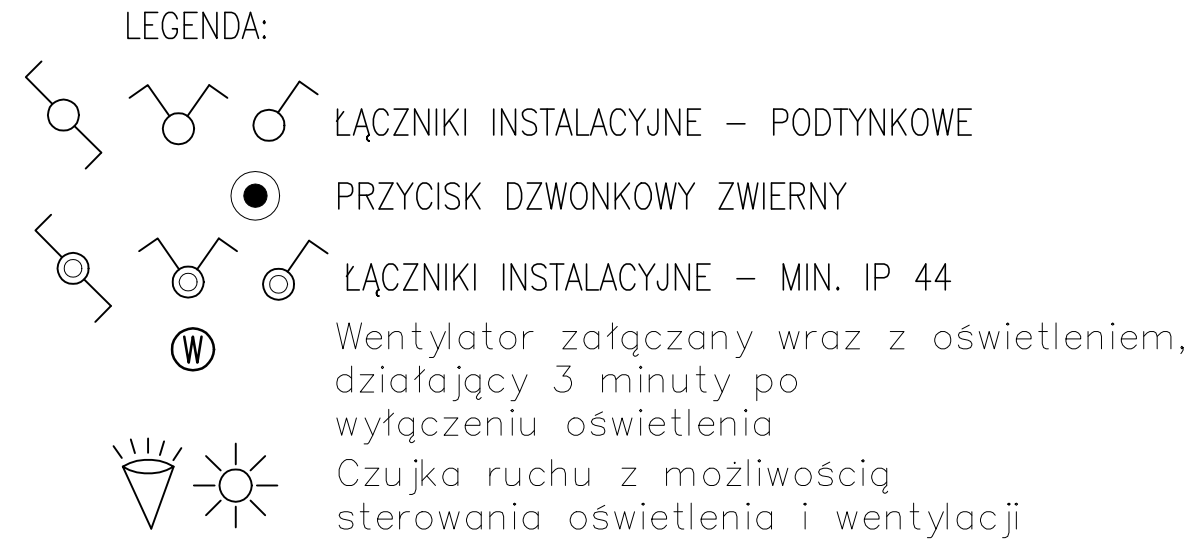 LEGENDA:
ŁĄCZNIKI INSTALACYJNE – PODTYNKOWE
PRZYCISK DZWONKOWY ZWIERNY
ŁĄCZNIKI INSTALACYJNE – MIN. IP 44
W
Wentylator załączany wraz z oświetleniem,
działający 3 minuty po
wyłączeniu oświetlenia
Czujka ruchu z możliwością
sterowania oświetlenia i wentylacji